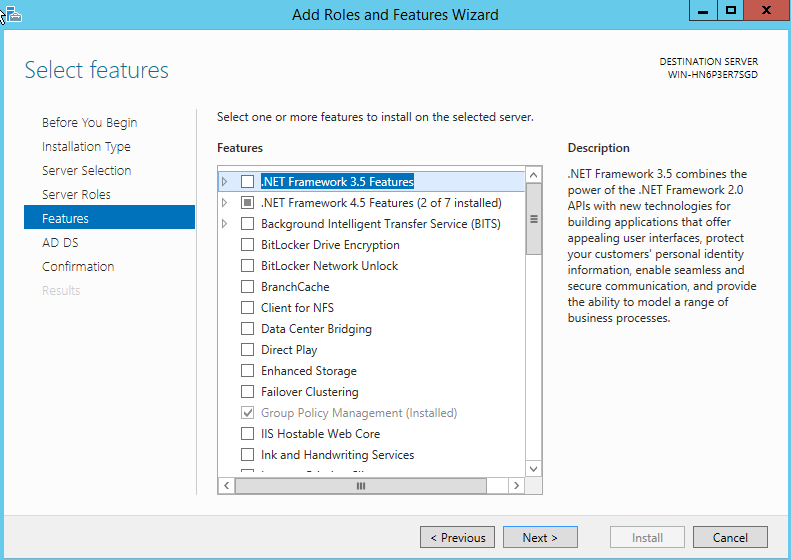 Add Roles and Features Wizard
Select features
DESTINATION SERVER
WIN-HN6P3ER7SGD
Before You Begin
Installation Type
Server Selection
Server Roles
Features
AD DS
Confirmation
Results
Select one or more features to install on the selected server.
Features
.NET Framework 3.5 Features
.NET Framework 4.5 Features (2 of 7 installed)
Background Intelligent Transfer Service (BITS)
BitLocker Drive Encryption
BitLocker Network Unlock
BranchCache
Client for NFS
Data Center Bridging
Direct Play
Enhanced Storage
Failover Clustering
Group Policy Management (Installed)
IIS Hostable Web Core
Ink and Handwriting Services
Description
.NET Framework 3.5 combines the
power of the .NET Framework 2.0
APIs with new technologies for
building applications that offer
appealing user interfaces, protect
your customers' personal identity
information, enable seamless and
secure communication, and provide
the ability to model a range of
business processes.
< Previous
Next >
Install
Cancel